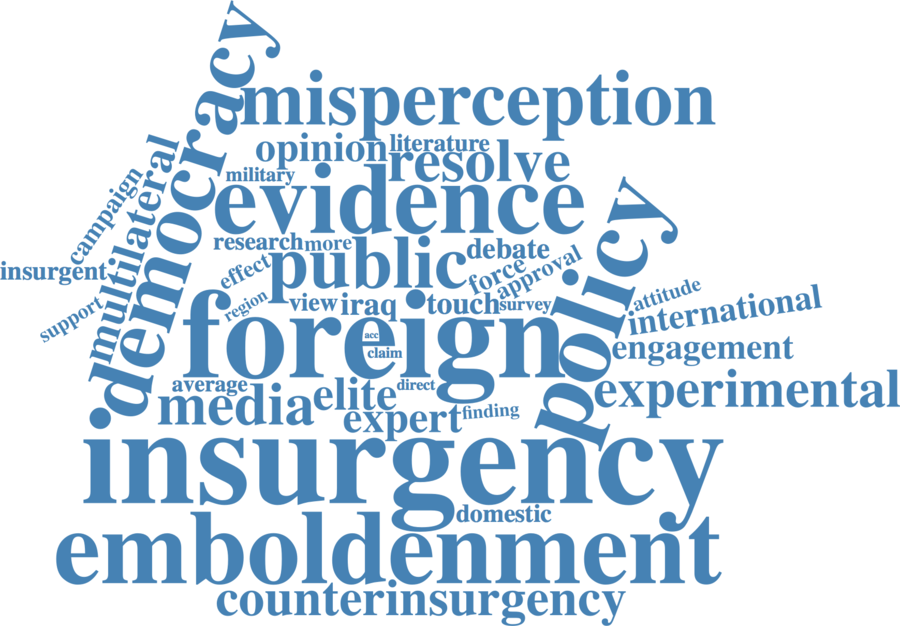 democracy
misperception
opinion
literature
resolve
military
evidence
campaign
multilateral
insurgent
support
research
more
public
debate
effect
force
approval
policy
region
view
iraq
touch
survey
attitude
international
foreign
acc
claim
engagement
average
media
elite
direct
experimental
expert
finding
insurgency
domestic
emboldenment
counterinsurgency